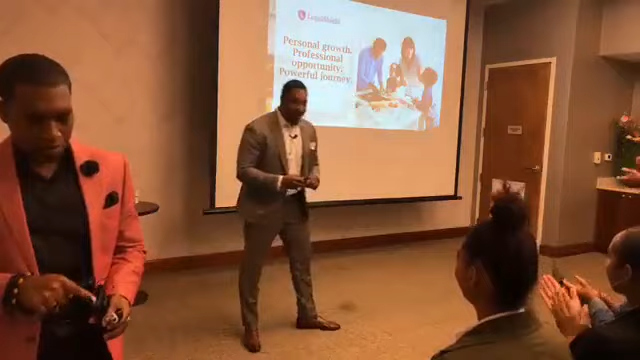 LegalShield
Personal growth.
Professional
opportunity.
Powerful journey.